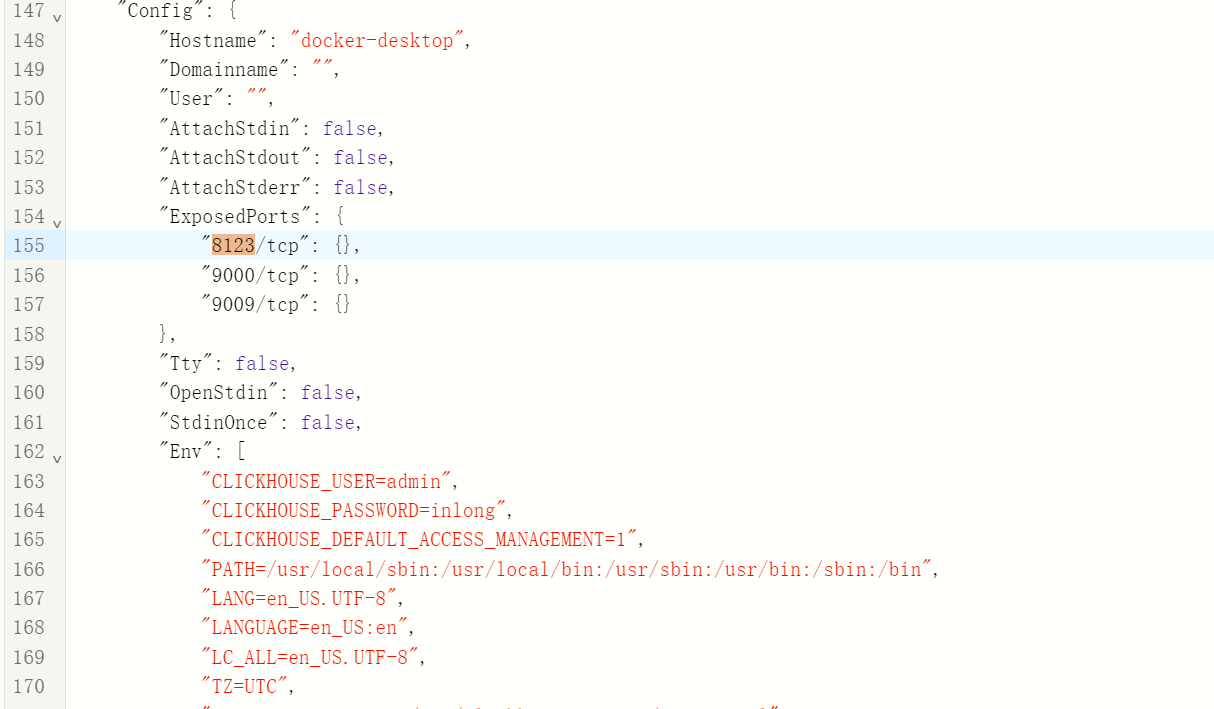 147 "Config": {
148 "Hostname": "docker-desktop",
149 "Domainname": "",
150 "User": "",
151 "AttachStdin": false,
152 "AttachStdout": false,
153 "AttachStderr": false,
154 "ExposedPorts": {
155 "8123/tcp": {},
156 "9000/tcp": {},
157 "9009/tcp": {}
158 },
159 "Tty": false,
160 "OpenStdin": false,
161 "StdinOnce": false,
162 "Env": [
163 "CLICKHOUSE_USER=admin",
164 "CLICKHOUSE_PASSWORD=inlong",
165 "CLICKHOUSE_DEFAULT_ACCESS_MANAGEMENT=1",
166 "PATH=/usr/local/sbin:/usr/local/bin:/usr/sbin:/usr/bin:/sbin:/bin",
167 "LANG=en_US.UTF-8",
168 "LANGUAGE=en_US:en",
169 "LC_ALL=en_US.UTF-8",
170 "TZ=UTC",